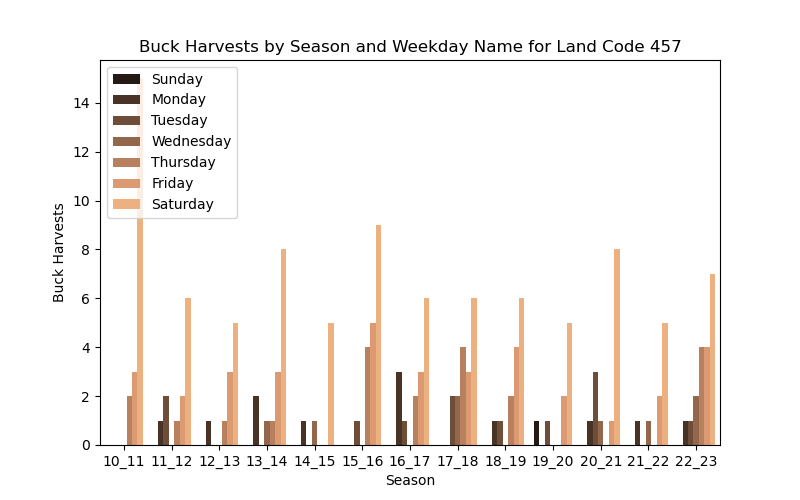 Buck Harvests by Season and Weekday Name for Land Code 457
Sunday
Monday
Tuesday
Wednesday
Thursday
Friday
Saturday
14
12
10
8
6
4
2
0
Buck Harvests
10_11 11_12 12_13 13_14 14_15 15_16 16_17 17_18 18_19 19_20 20_21 21_22 22_23
Season